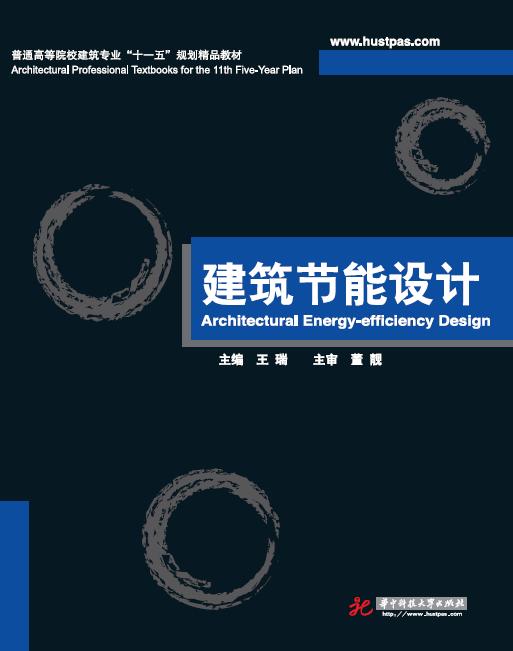 www.hustpas.com
普通高等院校建筑专业“十一五”规划精品教材
Architectural Professional Textbooks for the 11th Five-Year Plan
建筑节能设计
Architectural Energy-efficiency Design
主编 王 瑞 主审 董 靓
华中科技大学出版社
http://www.hustpas.com